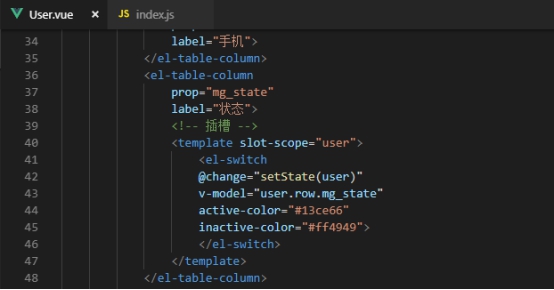 User.vue × JS index.js
34 label="手机">
35 </el-table-column>
36 <el-table-column
37 prop="mg_state"
38 label="状态">
39 <!-- 插槽 -->
40 <template slot-scope="user">
41 <el-switch
42 @change="setState(user)"
43 v-model="user.row.mg_state"
44 active-color="#13ce66"
45 inactive-color="#ff4949">
46 </el-switch>
47 </template>
48 </el-table-column>